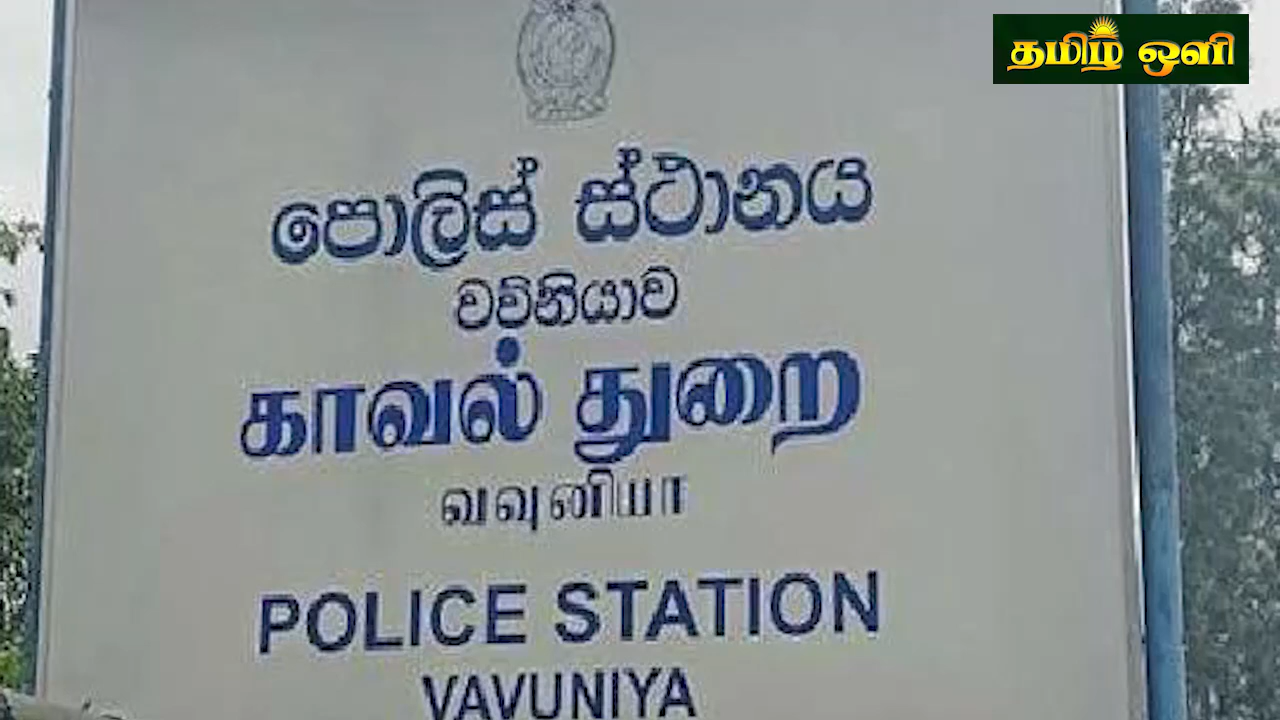 தமிழ் ஒளி
පොලිස් ස්ථානය
වව්නියාව
காவல் துறை
வவுனியா
POLICE STATION
VAVUNIYA